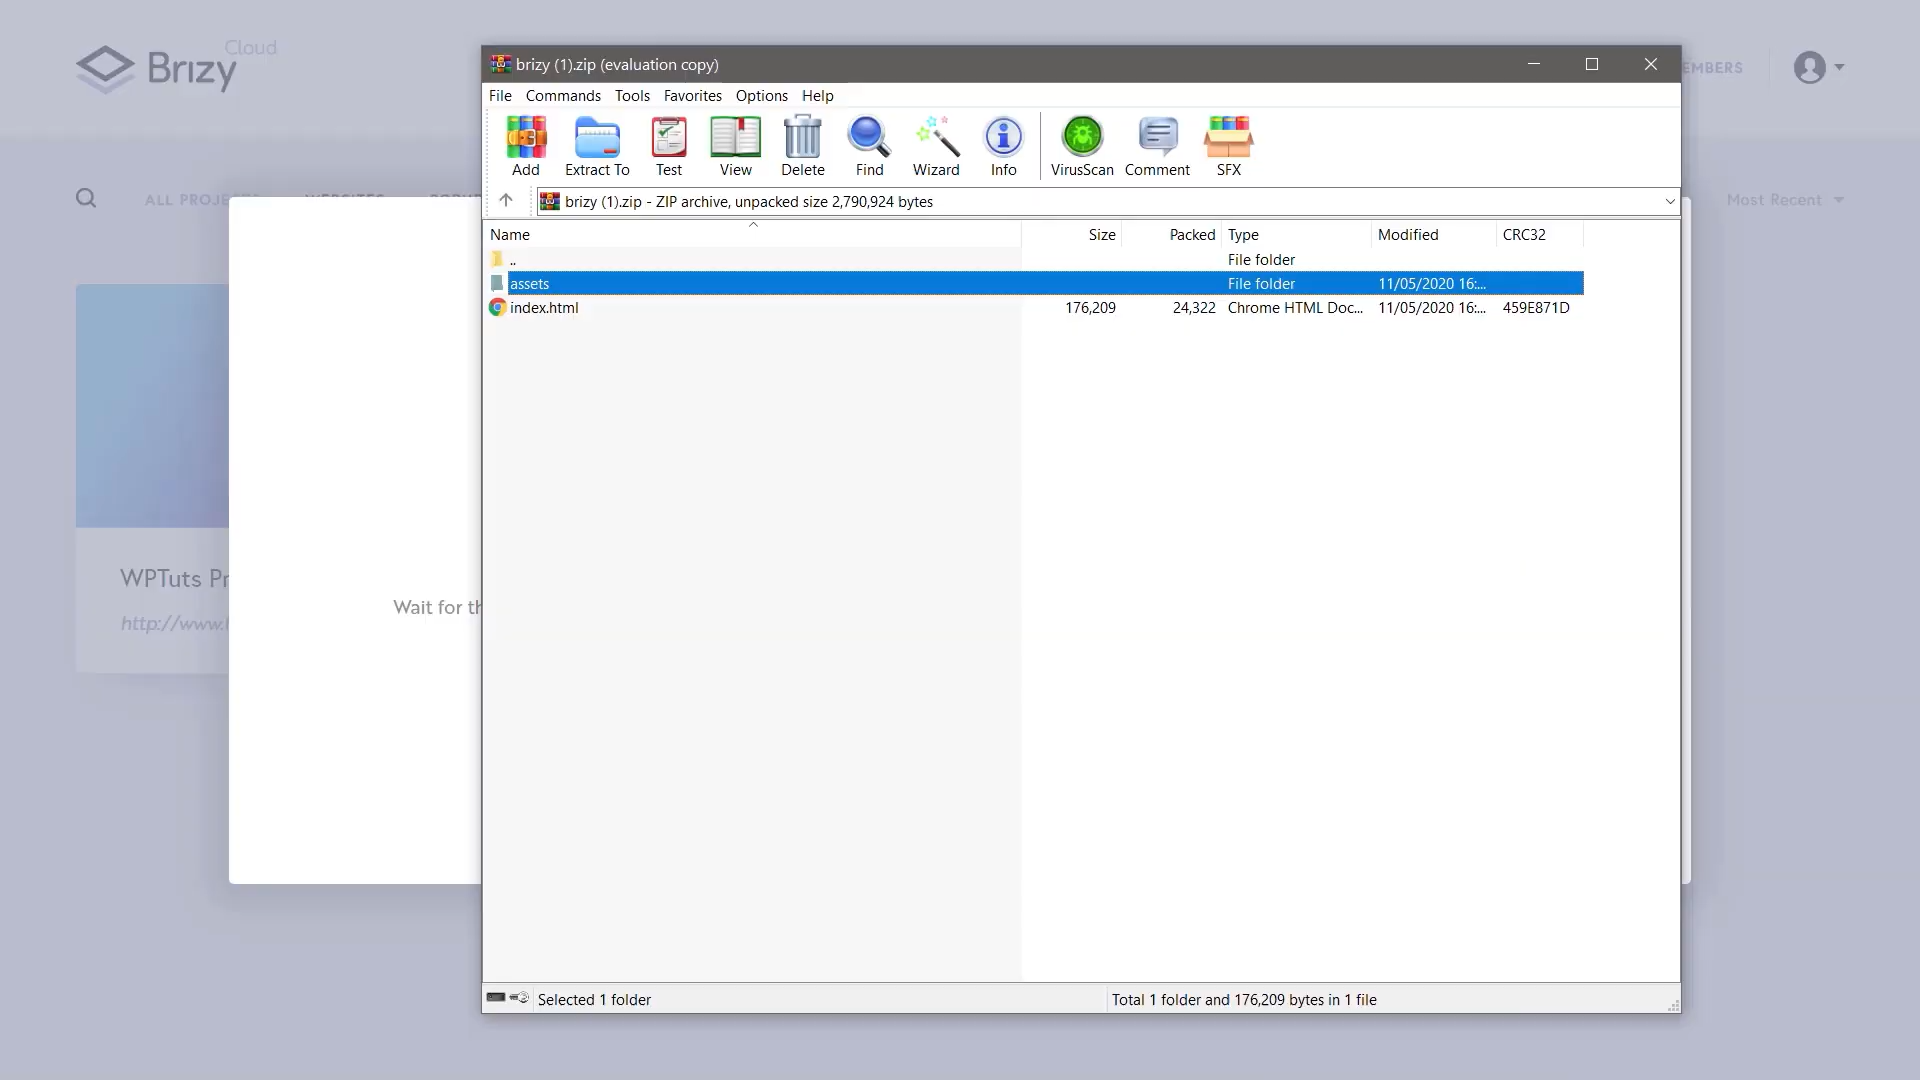 Cloud
Brizy
EMBERS
brizy (1).zip (evaluation copy)
File Commands Tools Favorites Options Help
Add Extract To Test View Delete Find Wizard Info VirusScan Comment SFX
ALL PROJE
WEBSITES
Most Recent
brizy (1).zip - ZIP archive, unpacked size 2,790,924 bytes
Name Size Packed Type Modified CRC32
.. File folder
assets File folder 11/05/2020 16:...
index.html 176,209 24,322 Chrome HTML Doc... 11/05/2020 16:... 459E871D
WPTuts Pr
http://www.
Wait for th
Selected 1 folder
Total 1 folder and 176,209 bytes in 1 file